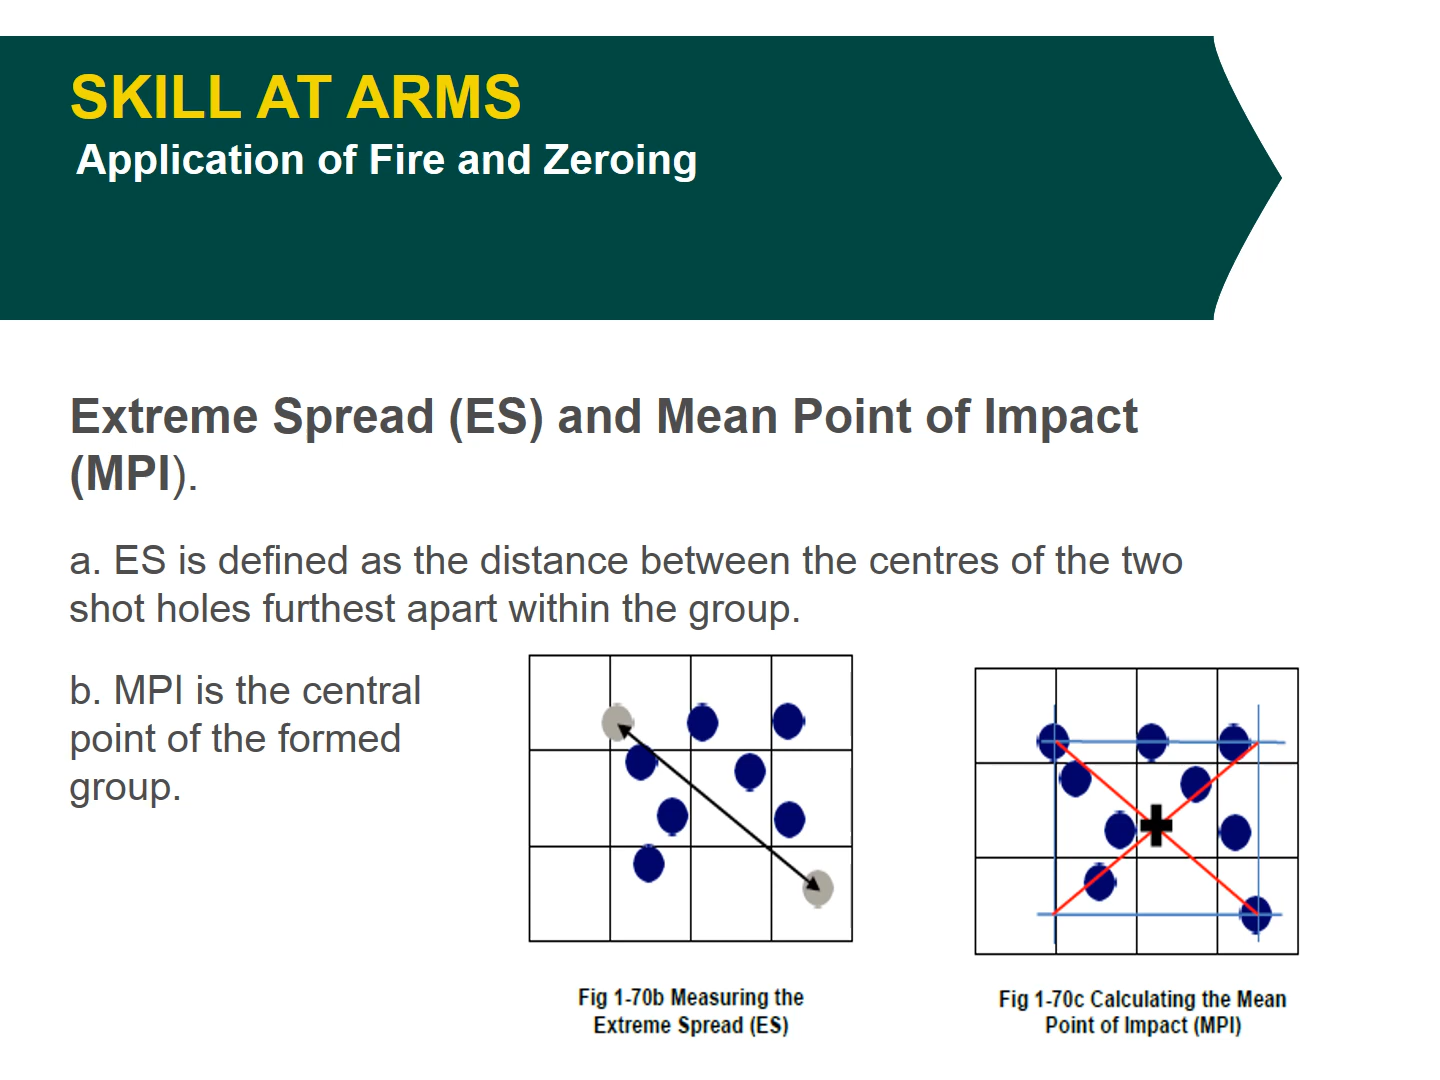 SKILL AT ARMS
Application of Fire and Zeroing
Extreme Spread (ES) and Mean Point of Impact
(MPI).
a. ES is defined as the distance between the centres of the two
shot holes furthest apart within the group.
b. MPI is the central
point of the formed
group.
Fig 1-70b Measuring the
Extreme Spread (ES)
Fig 1-70c Calculating the Mean
Point of Impact (MPI)